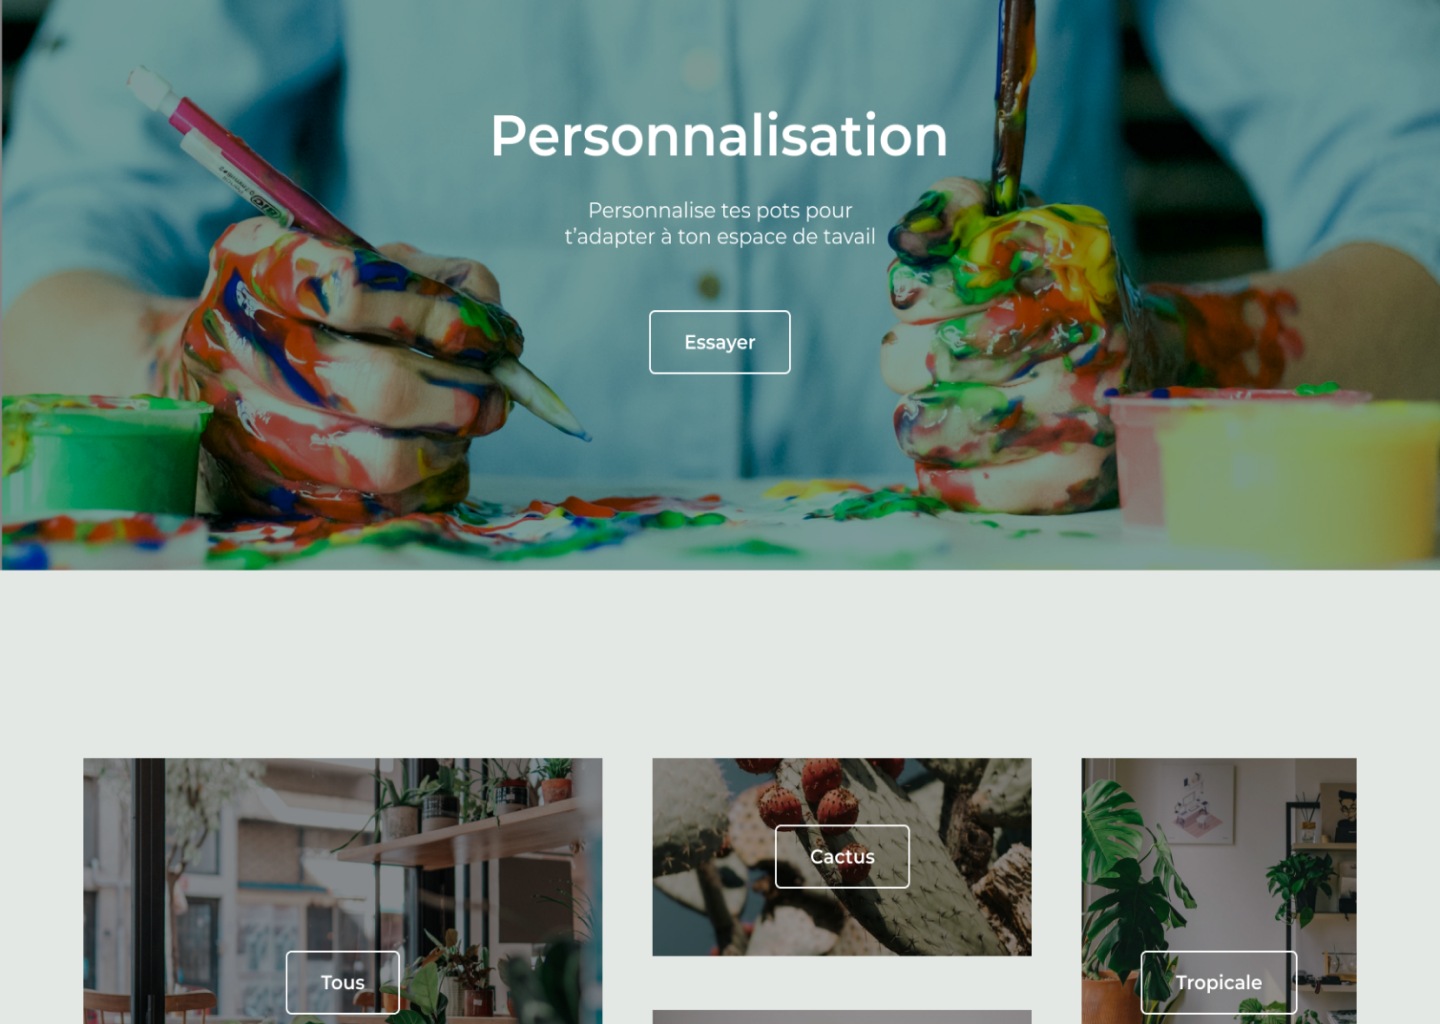 Personnalisation
Personnalise tes pots pour
t’adapter à ton espace de tavail
Essayer
Cactus
Tous
Tropicale